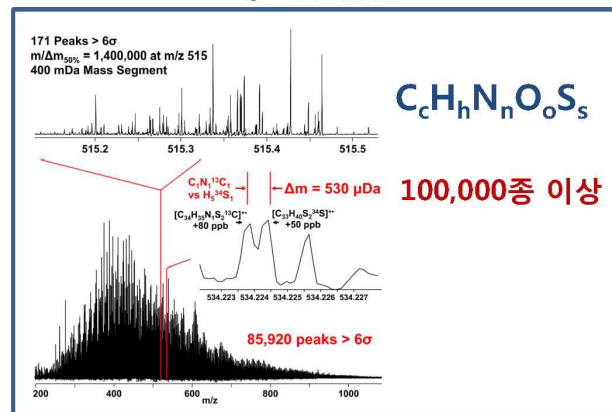 171 Peaks > 6σ
m/Δm50% = 1,400,000 at m/z 515
400 mDa Mass Segment
515.2 515.3 515.4 515.5
CcHhNnOoSs
100,000종 이상
C₁N₁¹³C₁
vs H₅³⁴S₁
Δm = 530 µDa
[C₃₄H₃₅N₁S₂¹³C]⁺•
+80 ppb
[C₃₃H₄₀S₂³⁴S]⁺•
+50 ppb
534.223 534.224 534.225 534.226 534.227
85,920 peaks > 6σ
200 400 600 800 1000
m/z